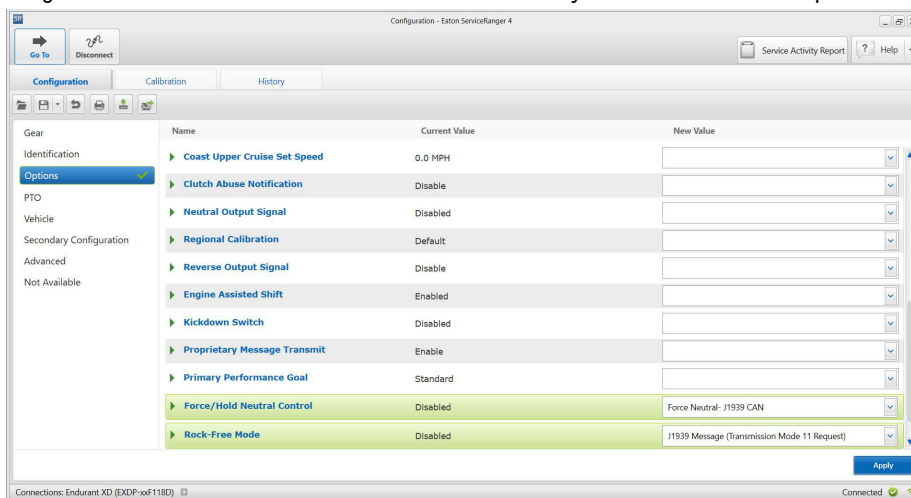 SR
Configuration - Eaton ServiceRanger 4
Go To
Disconnect
Service Activity Report
? Help
Configuration
Calibration
History
Gear
Identification
Options
PTO
Vehicle
Secondary Configuration
Advanced
Not Available
Name Current Value New Value
Coast Upper Cruise Set Speed 0.0 MPH
Clutch Abuse Notification Disable
Neutral Output Signal Disabled
Regional Calibration Default
Reverse Output Signal Disable
Engine Assisted Shift Enabled
Kickdown Switch Disabled
Proprietary Message Transmit Enable
Primary Performance Goal Standard
Force/Hold Neutral Control Disabled Force Neutral- J1939 CAN
Rock-Free Mode Disabled J1939 Message (Transmission Mode 11 Request)
Apply
Connections: Endurant XD (EXDP-xxF118D)
Connected